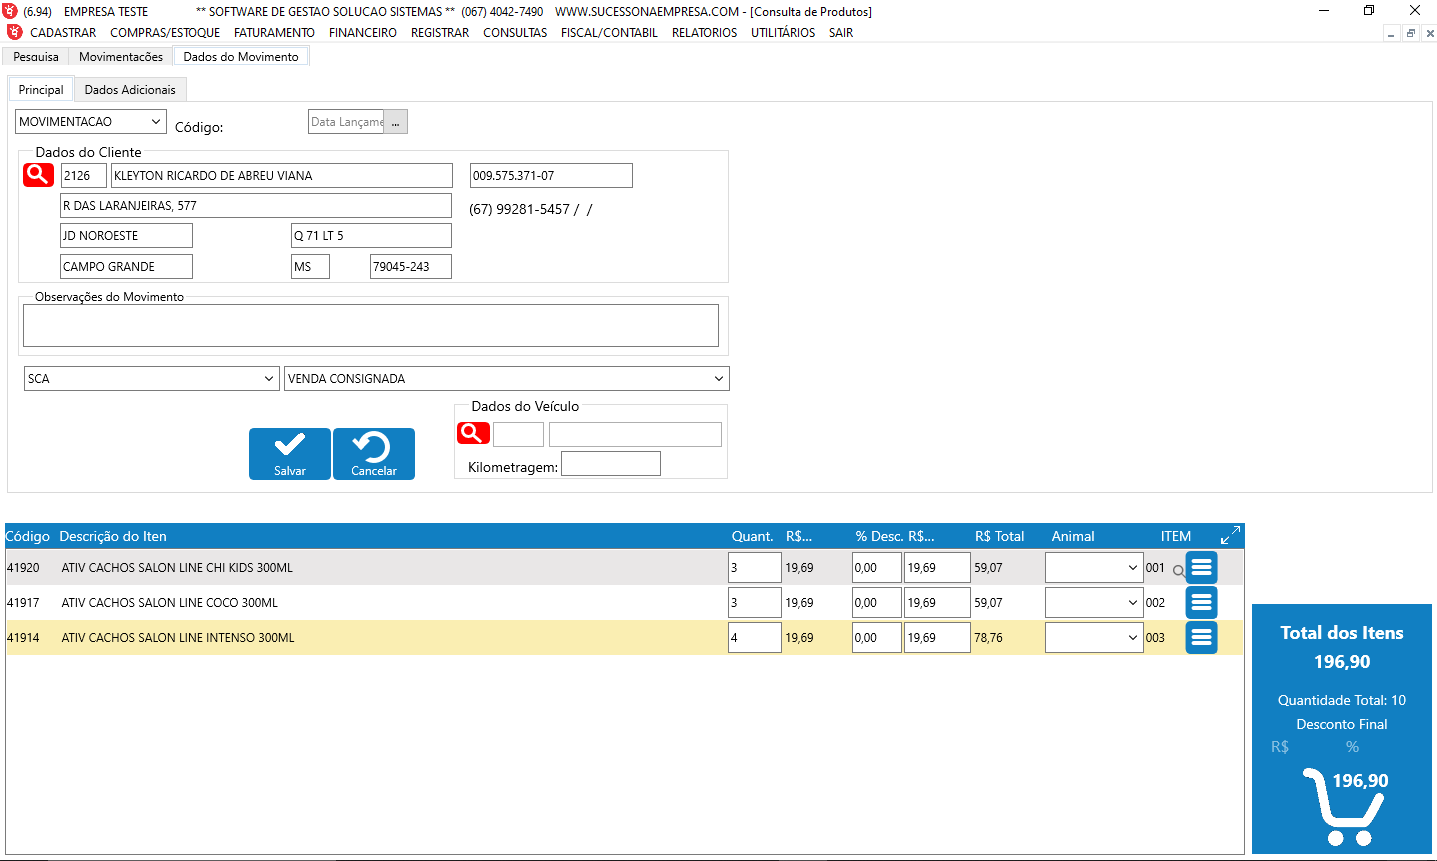 (6.94) EMPRESA TESTE ** SOFTWARE DE GESTAO SOLUCAO SISTEMAS ** (067) 4042-7490 WWW.SUCESSONAEMPRESA.COM - [Consulta de Produtos]
CADASTRAR COMPRAS/ESTOQUE FATURAMENTO FINANCEIRO REGISTRAR CONSULTAS FISCAL/CONTABIL RELATORIOS UTILITÁRIOS SAIR
Pesquisa Movimentacões Dados do Movimento
Principal Dados Adicionais
MOVIMENTACAO Código: Data Lançame ...
Dados do Cliente
2126 KLEYTON RICARDO DE ABREU VIANA 009.575.371-07
R DAS LARANJEIRAS, 577 (67) 99281-5457 / /
JD NOROESTE Q 71 LT 5
CAMPO GRANDE MS 79045-243
Observações do Movimento
SCA VENDA CONSIGNADA
Dados do Veículo
Salvar Cancelar Kilometragem:
Código Descrição do Iten Quant. R$... % Desc. R$... R$ Total Animal ITEM
41920 ATIV CACHOS SALON LINE CHI KIDS 300ML 3 19,69 0,00 19,69 59,07 001
41917 ATIV CACHOS SALON LINE COCO 300ML 3 19,69 0,00 19,69 59,07 002
41914 ATIV CACHOS SALON LINE INTENSO 300ML 4 19,69 0,00 19,69 78,76 003
Total dos Itens
196,90
Quantidade Total: 10
Desconto Final
R$ %
196,90